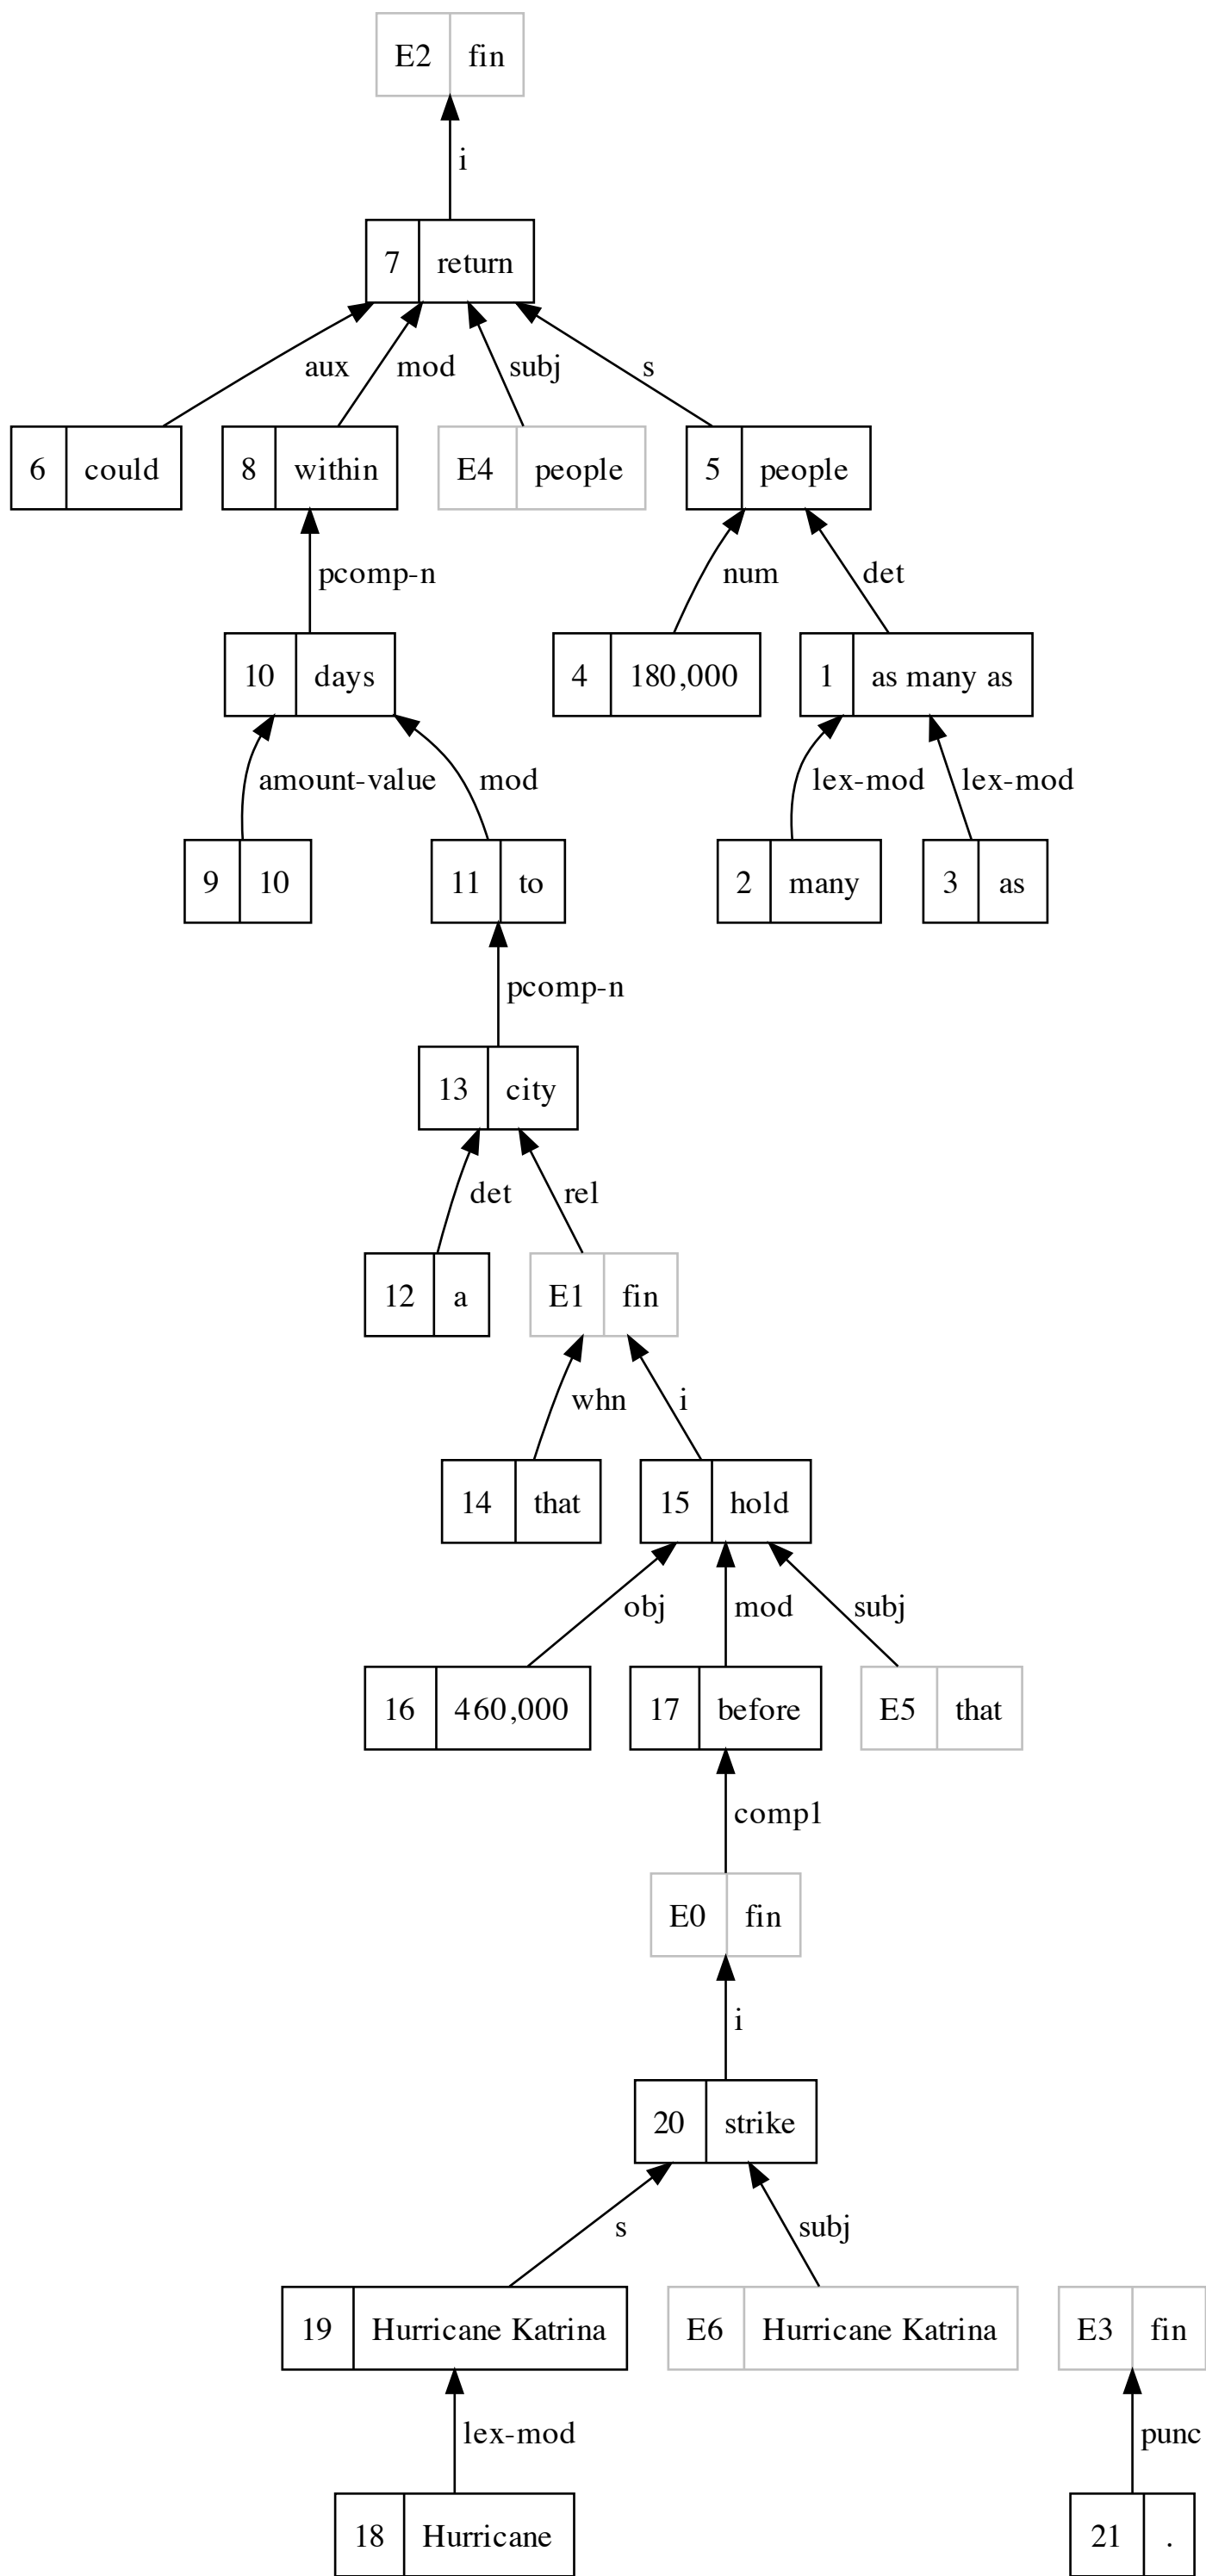 E2 fin
i
7 return
aux mod subj s
6 could 8 within E4 people 5 people
pcomp-n num det
10 days 4 180,000 1 as many as
amount-value mod lex-mod lex-mod
9 10 11 to 2 many 3 as
pcomp-n
13 city
det rel
12 a E1 fin
whn i
14 that 15 hold
obj mod subj
16 460,000 17 before E5 that
comp1
E0 fin
i
20 strike
s subj
19 Hurricane Katrina E6 Hurricane Katrina E3 fin
lex-mod punc
18 Hurricane 21 .